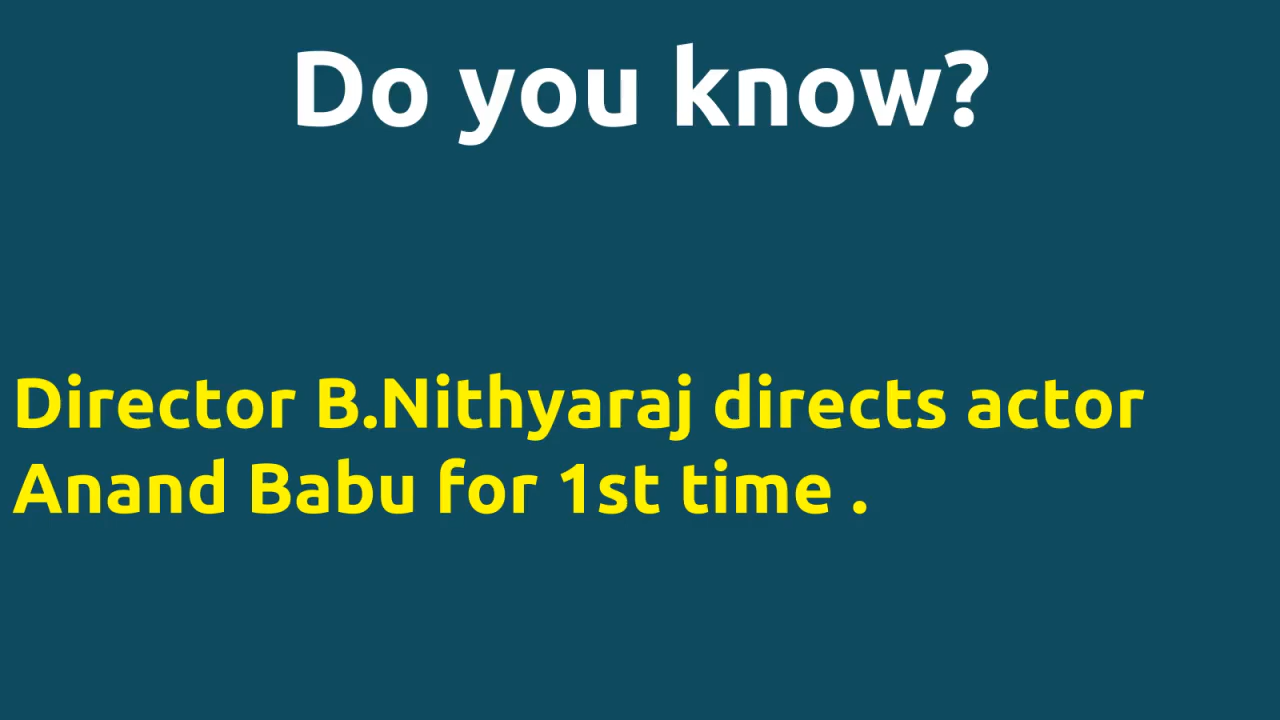 Do you know?
Director B.Nithyaraj directs actor
Anand Babu for 1st time .